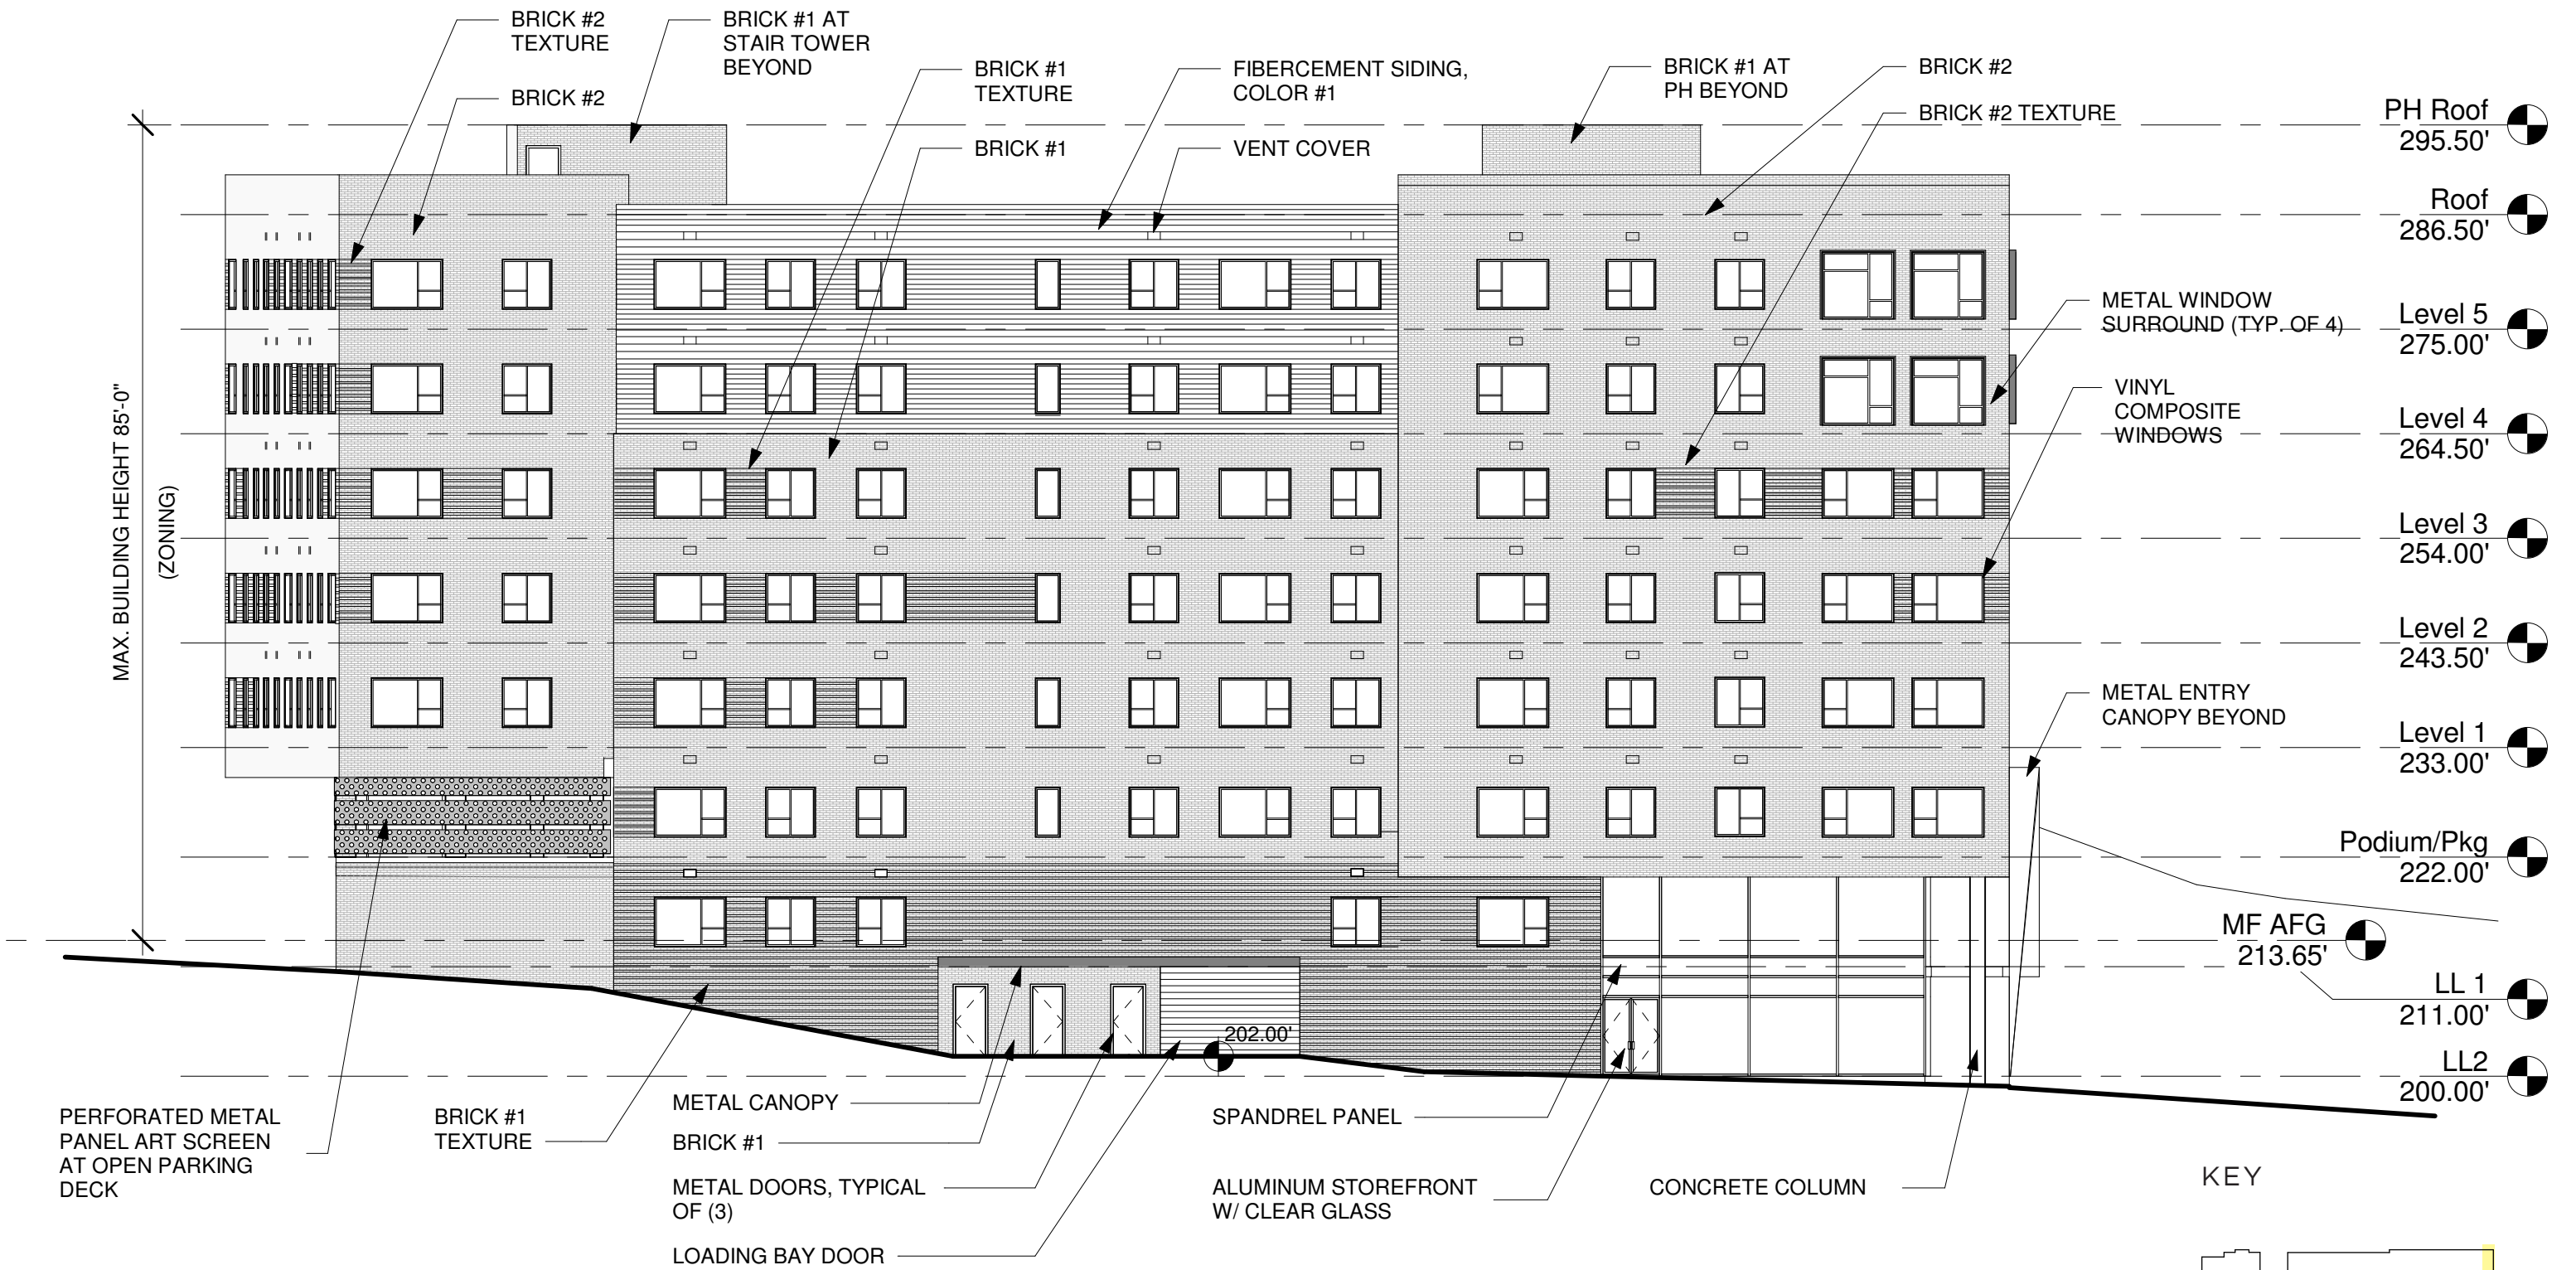 BRICK #2
TEXTURE
BRICK #1 AT
STAIR TOWER
BEYOND
BRICK #2
BRICK #1
TEXTURE
BRICK #1
FIBERCEMENT SIDING,
COLOR #1
VENT COVER
BRICK #1 AT
PH BEYOND
BRICK #2
BRICK #2 TEXTURE
PH Roof
295.50'
Roof
286.50'
METAL WINDOW
SURROUND (TYP. OF 4)
Level 5
275.00'
VINYL
COMPOSITE
WINDOWS
Level 4
264.50'
Level 3
254.00'
Level 2
243.50'
METAL ENTRY
CANOPY BEYOND
Level 1
233.00'
Podium/Pkg
222.00'
MF AFG
213.65'
LL 1
211.00'
LL2
200.00'
MAX. BUILDING HEIGHT 85'-0"
(ZONING)
202.00'
PERFORATED METAL
PANEL ART SCREEN
AT OPEN PARKING
DECK
BRICK #1
TEXTURE
METAL CANOPY
BRICK #1
METAL DOORS, TYPICAL
OF (3)
LOADING BAY DOOR
SPANDREL PANEL
ALUMINUM STOREFRONT
W/ CLEAR GLASS
CONCRETE COLUMN
KEY